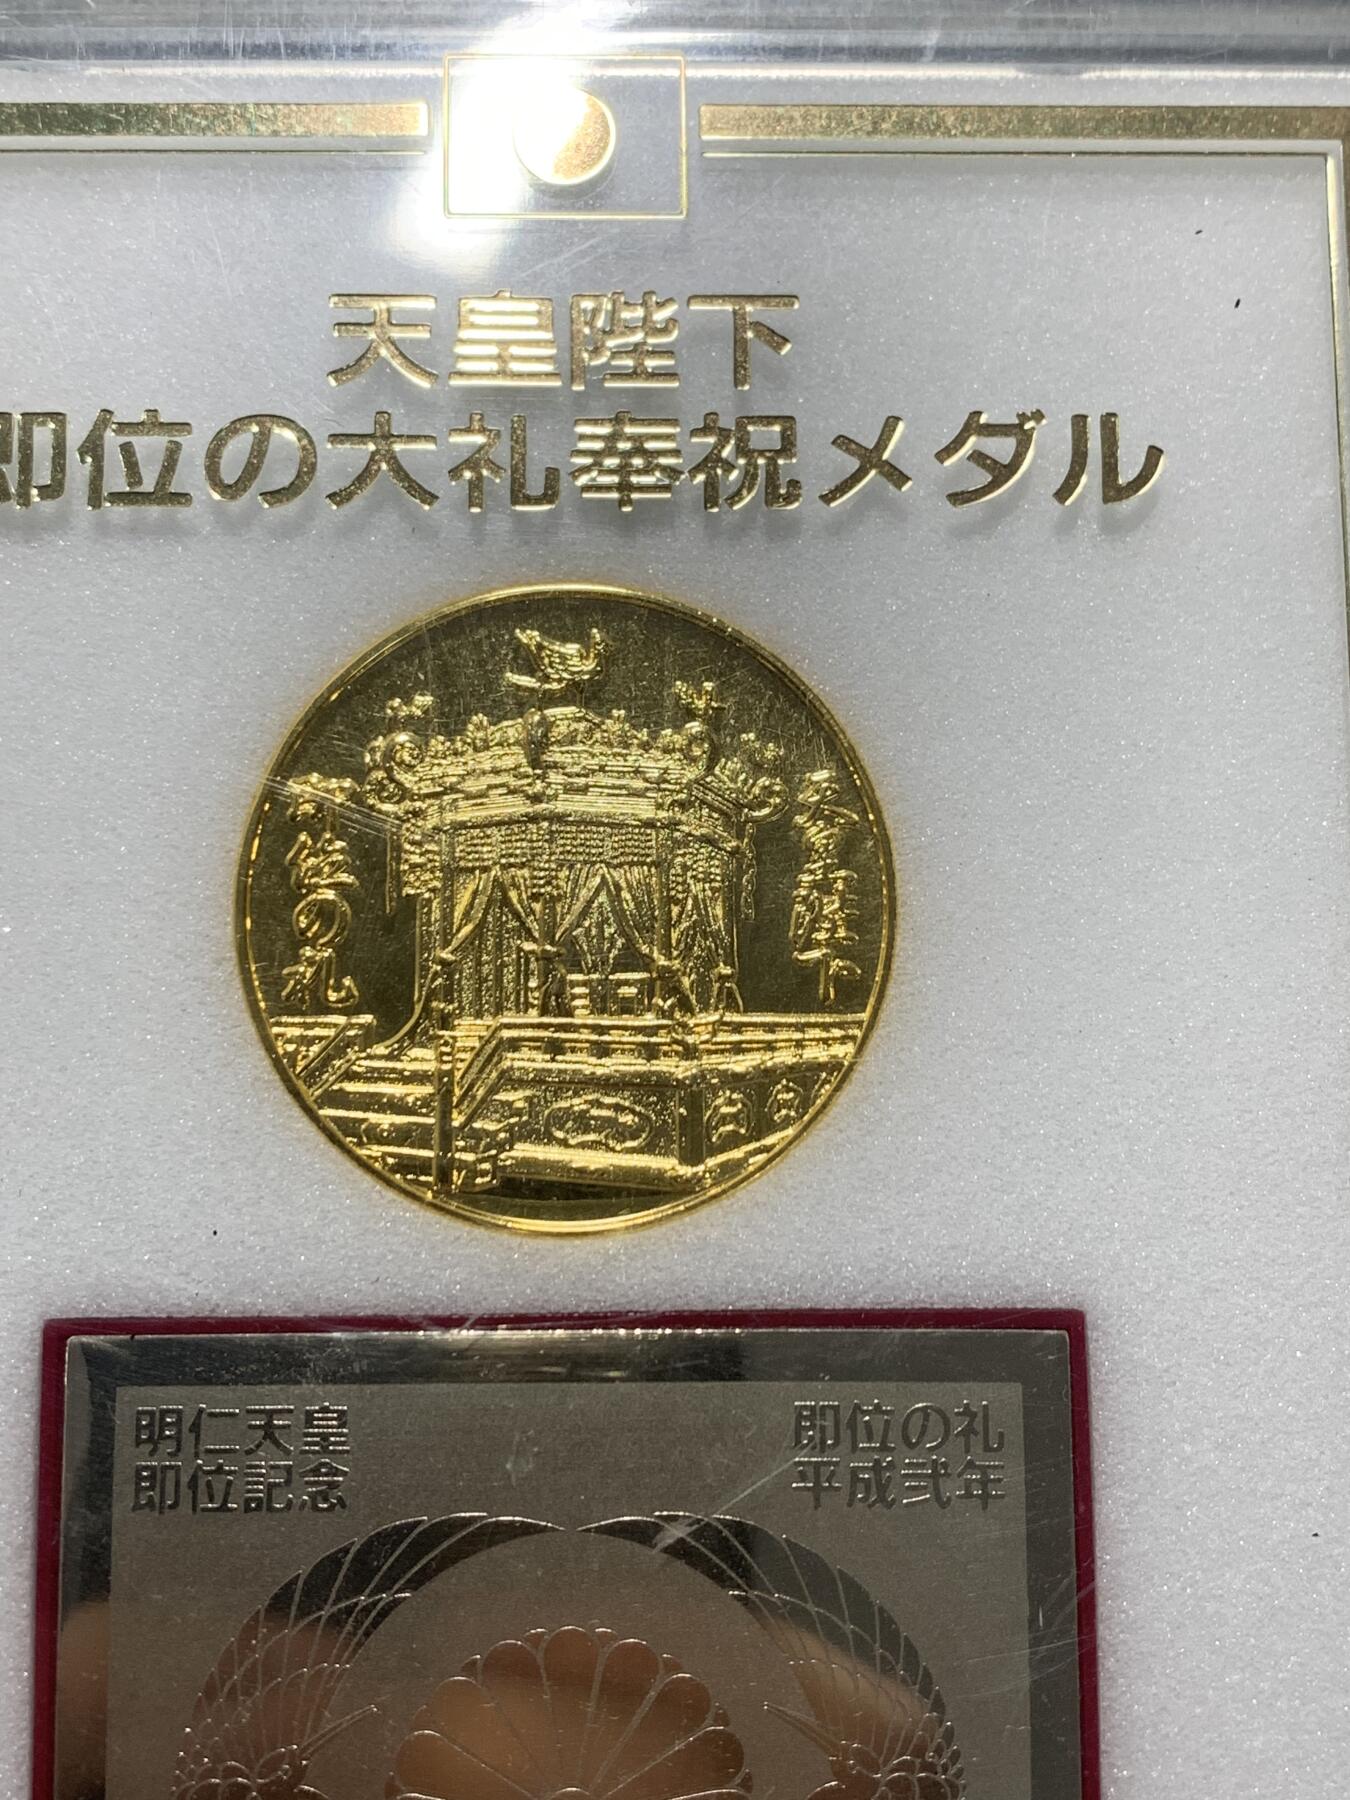 天皇陛下
即位の大礼奉祝メダル
天皇陛下
即位の礼
明仁天皇
即位記念
即位の礼
平成弐年